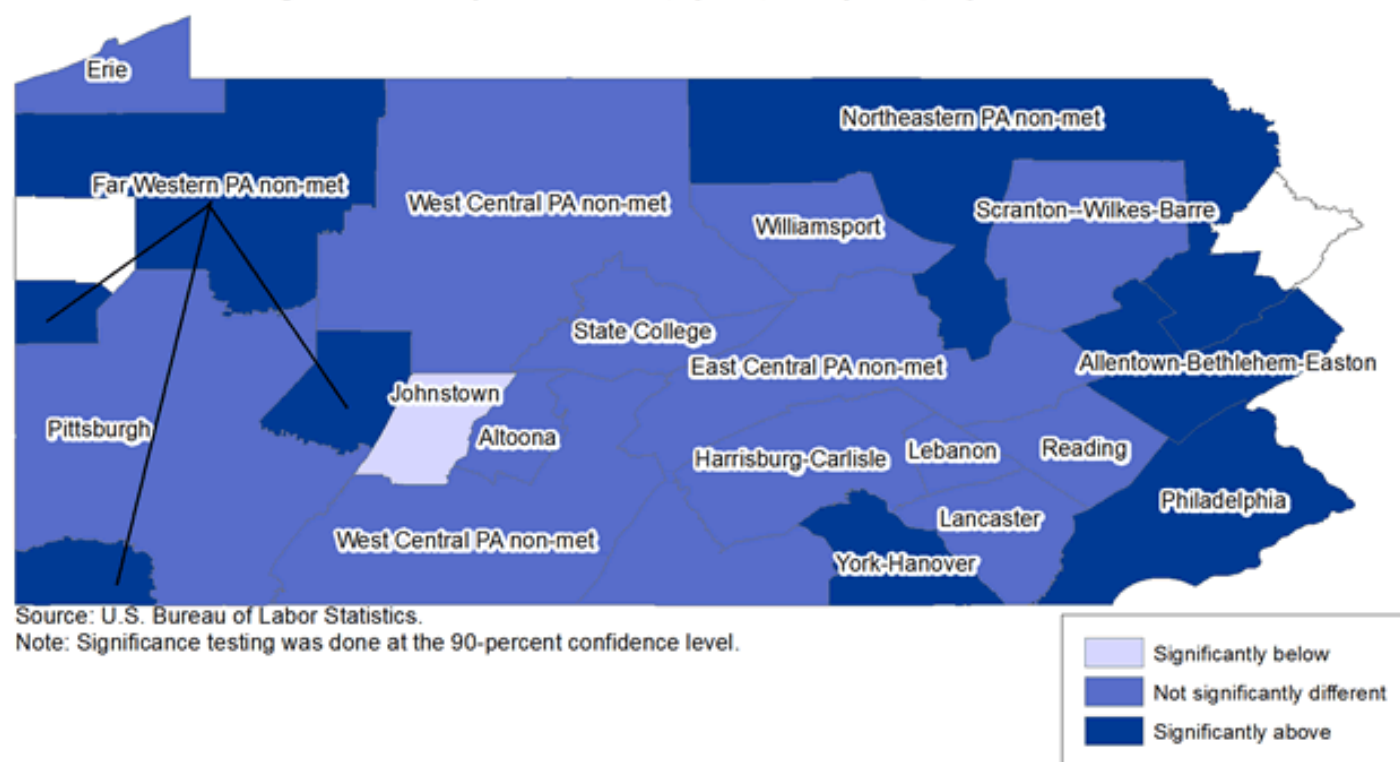 Erie
Northeastern PA non-met
Far Western PA non-met
West Central PA non-met
Scranton--Wilkes-Barre
Williamsport
State College
East Central PA non-met
Allentown-Bethlehem-Easton
Johnstown
Pittsburgh
Altoona
Harrisburg-Carlisle
Lebanon
Reading
Philadelphia
Lancaster
West Central PA non-met
York-Hanover
Source: U.S. Bureau of Labor Statistics.
Note: Significance testing was done at the 90-percent confidence level.
Significantly below
Not significantly different
Significantly above